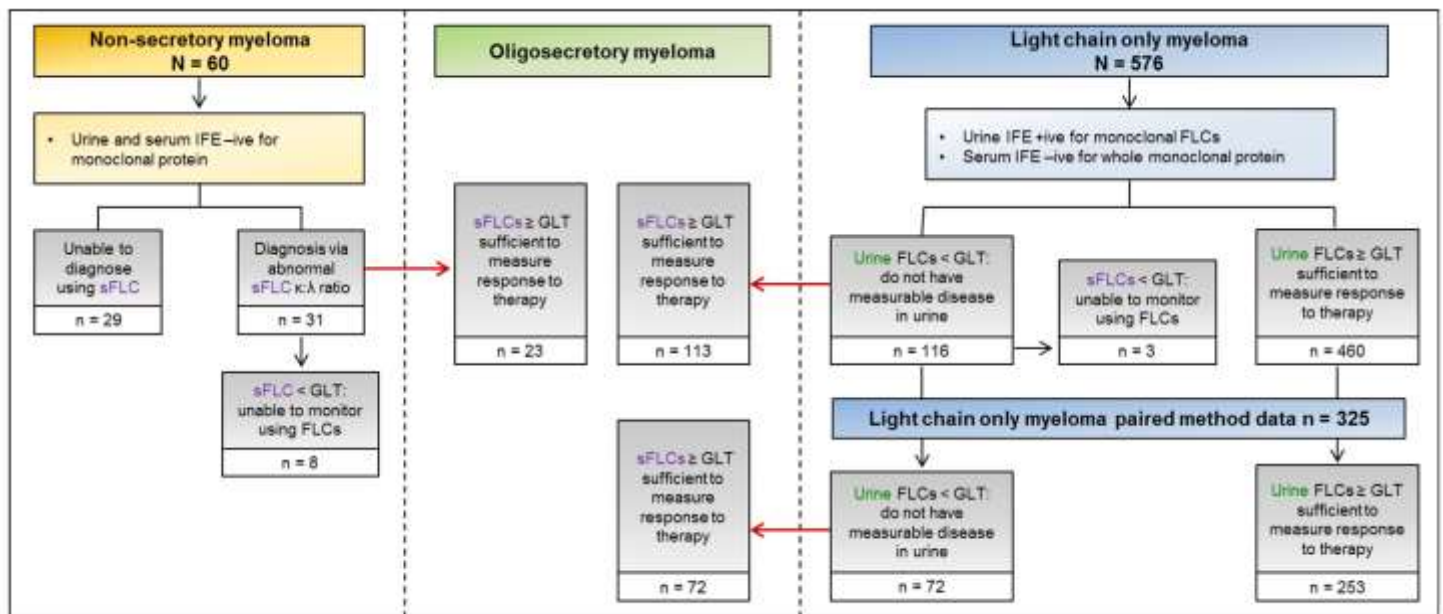 Non-secretory myeloma
N = 60
• Urine and serum IFE –ive for
monoclonal protein
Unable to
diagnose
using sFLC
n = 29
Diagnosis via
abnormal
sFLC κ:λ ratio
n = 31
sFLC < GLT:
unable to monitor
using FLCs
n = 8
Oligosecretory myeloma
sFLCs ≥ GLT
sufficient to
measure
response to
therapy
n = 23
sFLCs ≥ GLT
sufficient to
measure
response to
therapy
n = 113
sFLCs ≥ GLT
sufficient to
measure
response to
therapy
n = 72
Light chain only myeloma
N = 576
• Urine IFE +ive for monoclonal FLCs
• Serum IFE –ive for whole monoclonal protein
Urine FLCs < GLT:
do not have
measurable disease
in urine
n = 116
sFLCs < GLT:
unable to monitor
using FLCs
n = 3
Urine FLCs ≥ GLT
sufficient to
measure response
to therapy
n = 460
Light chain only myeloma paired method data n = 325
Urine FLCs < GLT:
do not have
measurable disease
in urine
n = 72
Urine FLCs ≥ GLT
sufficient to
measure response
to therapy
n = 253